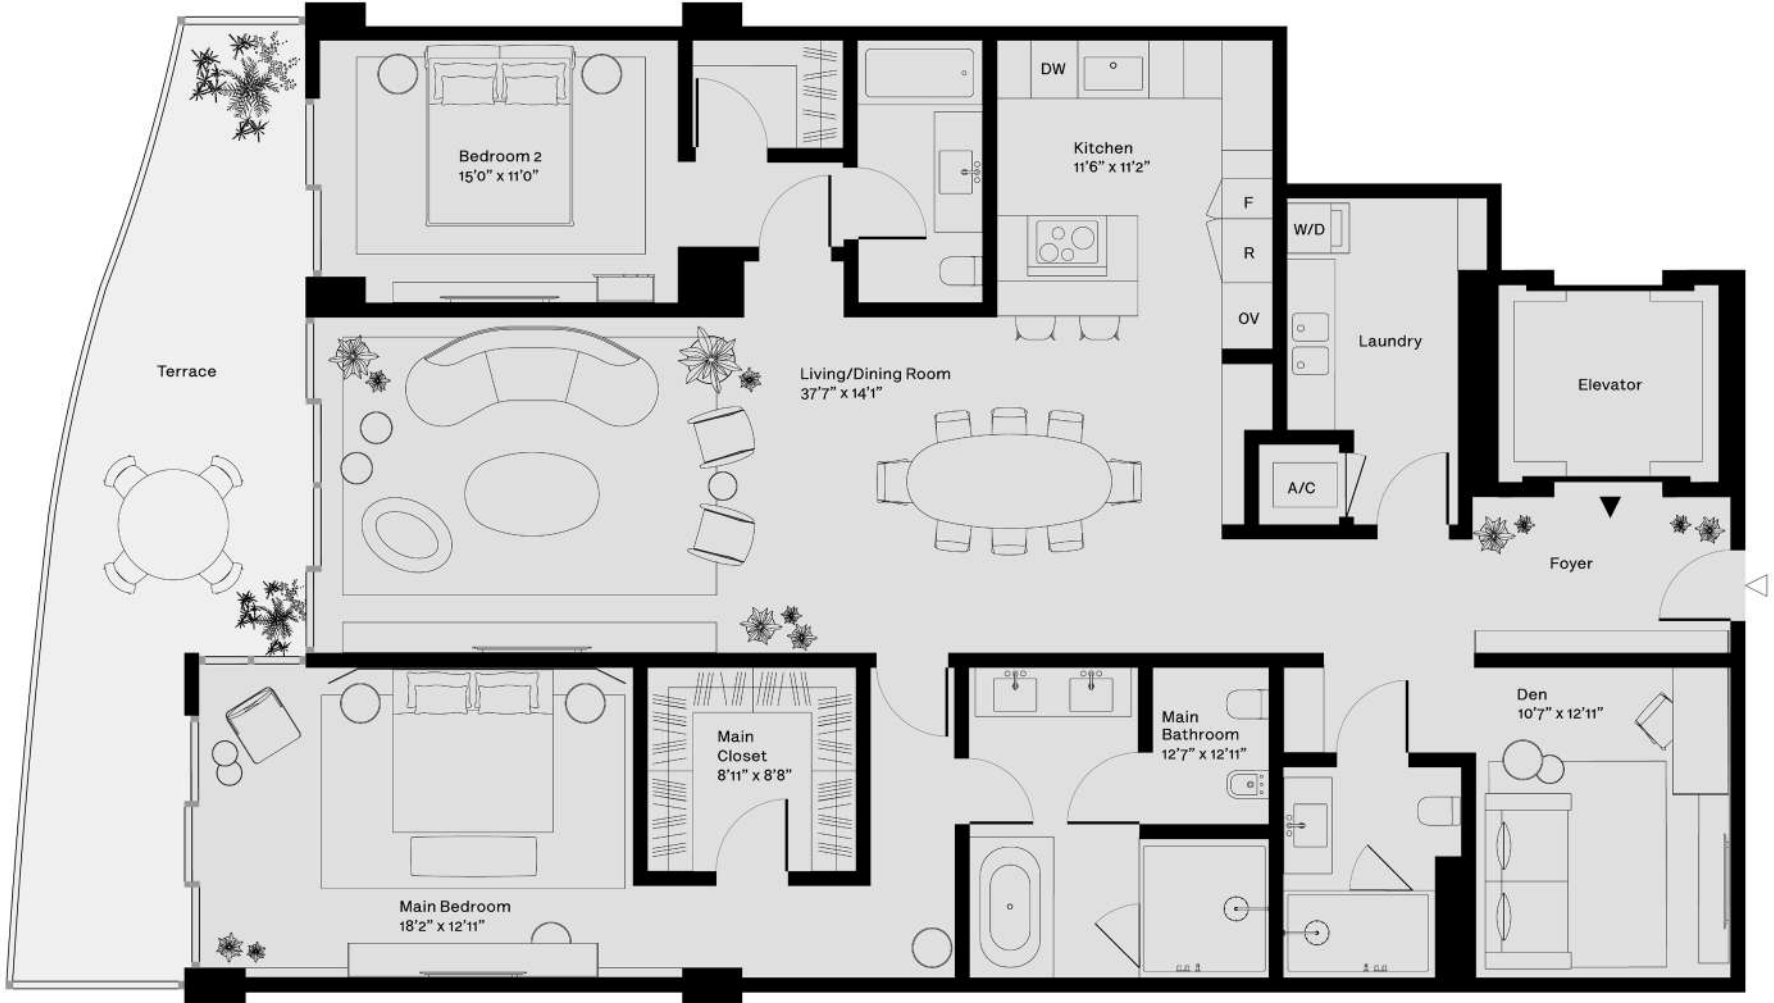 DW
Kitchen
11'6" x 11'2"
Bedroom 2
15'0" x 11'0"
F
W/D
R
OV
Laundry
Terrace
Living/Dining Room
37'7" x 14'1"
Elevator
A/C
Foyer
Den
10'7" x 12'11"
Main
Bathroom
12'7" x 12'11"
Main
Closet
8'11" x 8'8"
Main Bedroom
18'2" x 12'11"